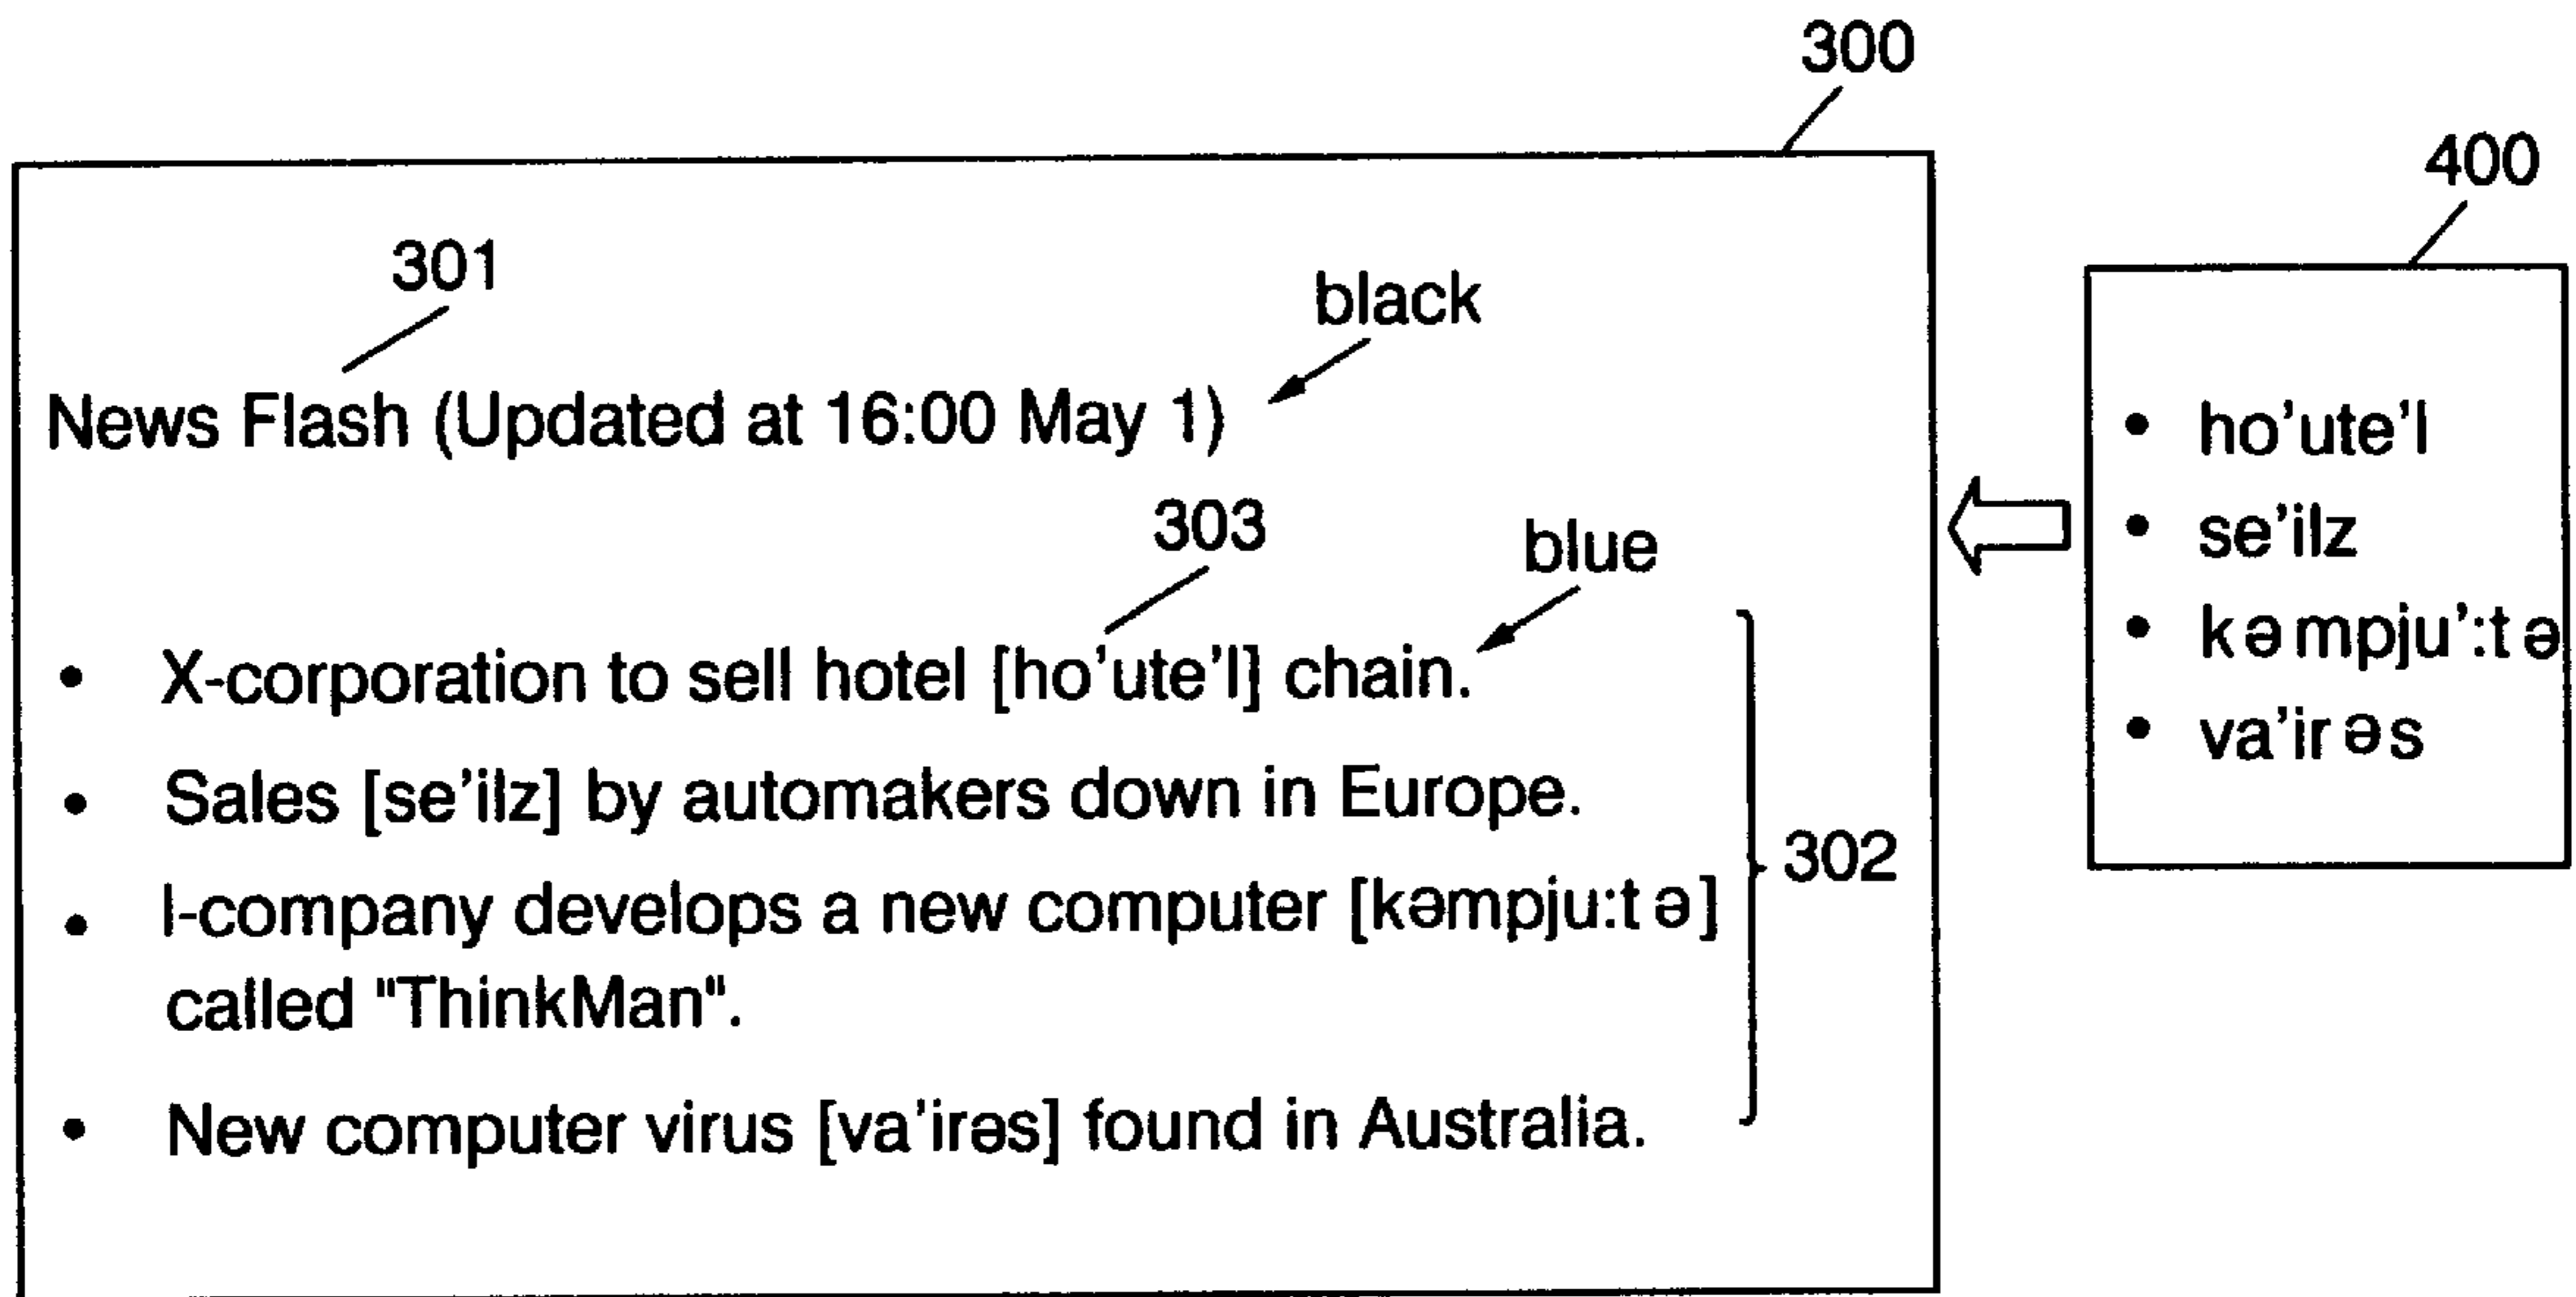 300
400
301
black
News Flash (Updated at 16:00 May 1)
303
blue
• X-corporation to sell hotel [ho'ute'l] chain.
• Sales [se'ilz] by automakers down in Europe.
302
• I-company develops a new computer [kəmpju:tə]
called "ThinkMan".
• New computer virus [va'irəs] found in Australia.
• ho'ute'l
• se'ilz
• kəmpju':tə
• va'irəs